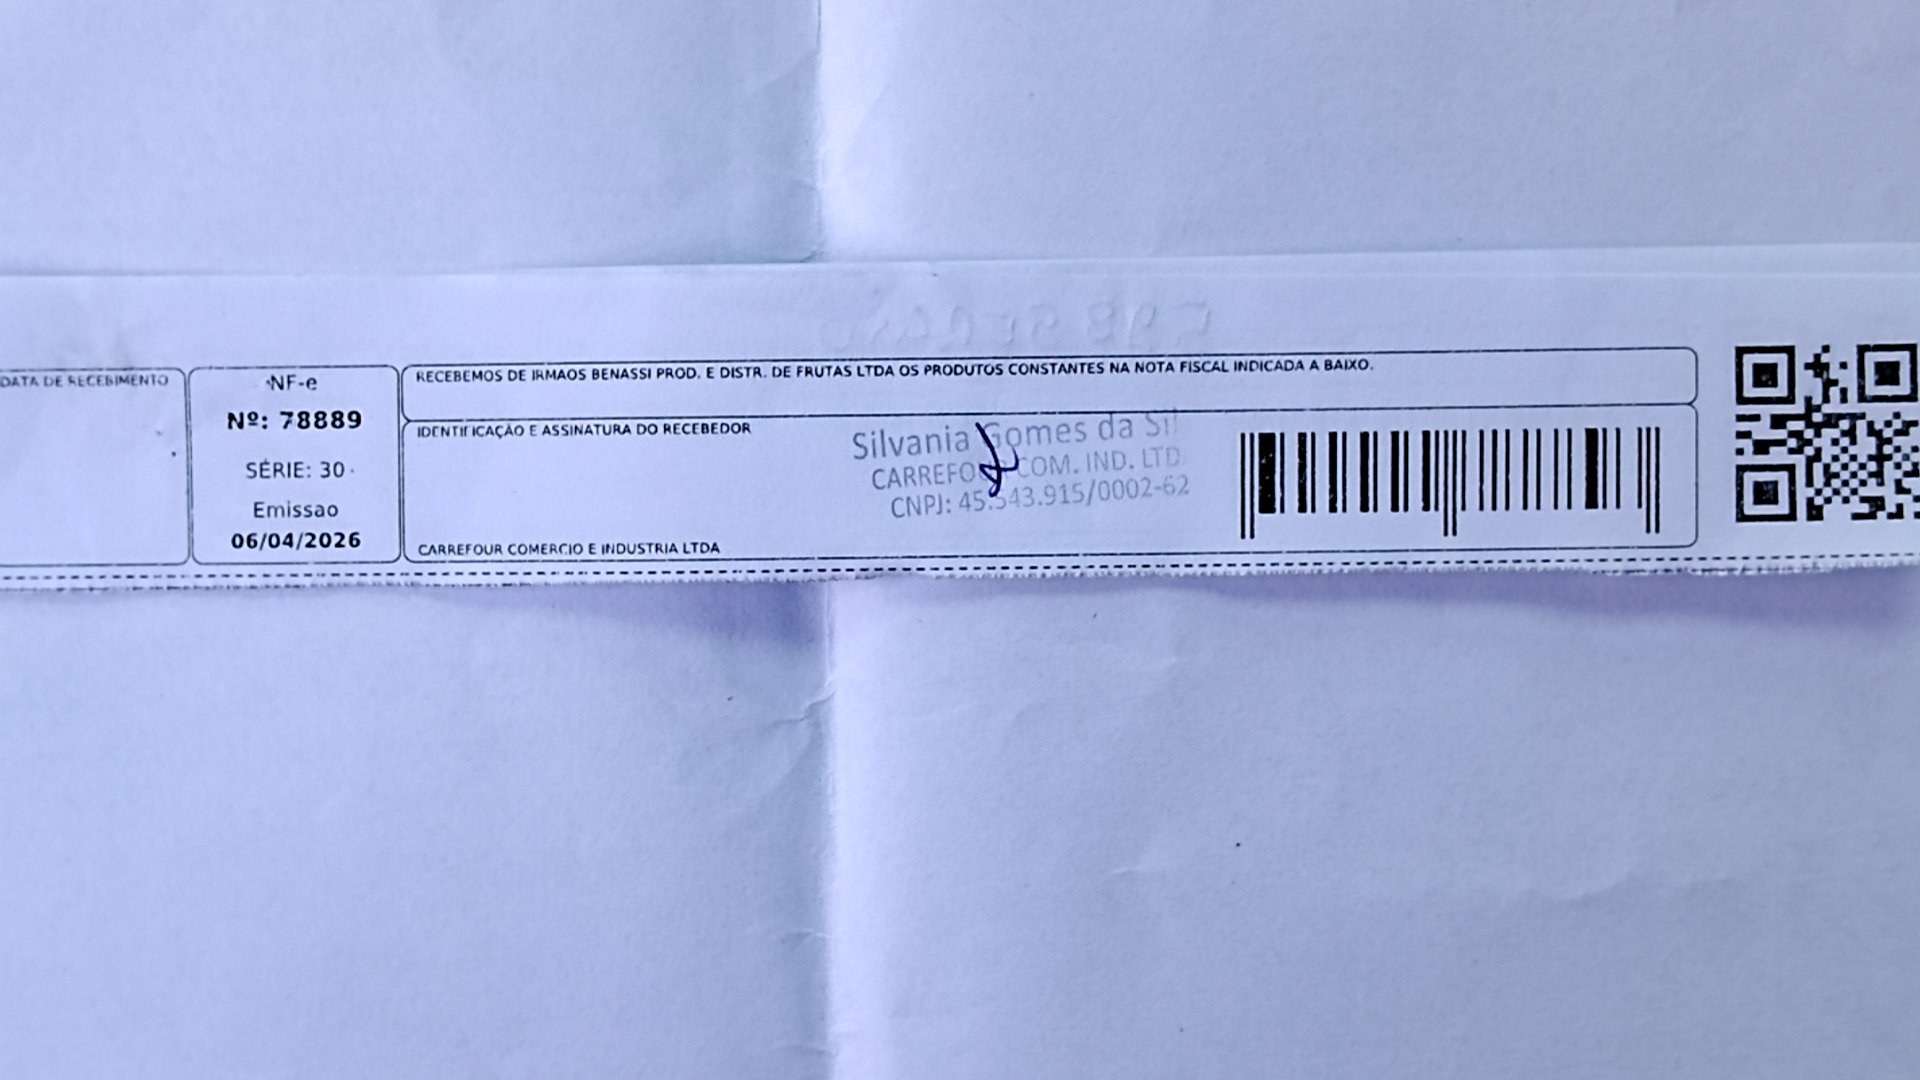 DATA DE RECEBIMENTO
NF-e
Nº: 78889
SÉRIE: 30
Emissao
06/04/2026
RECEBEMOS DE IRMAOS BENASSI PROD. E DISTR. DE FRUTAS LTDA OS PRODUTOS CONSTANTES NA NOTA FISCAL INDICADA A BAIXO.
IDENTIFICAÇÃO E ASSINATURA DO RECEBEDOR
Silvania Gomes da Sil
CARREFOUR COM. IND. LTD
CNPJ: 45.543.915/0002-62
CARREFOUR COMERCIO E INDUSTRIA LTDA